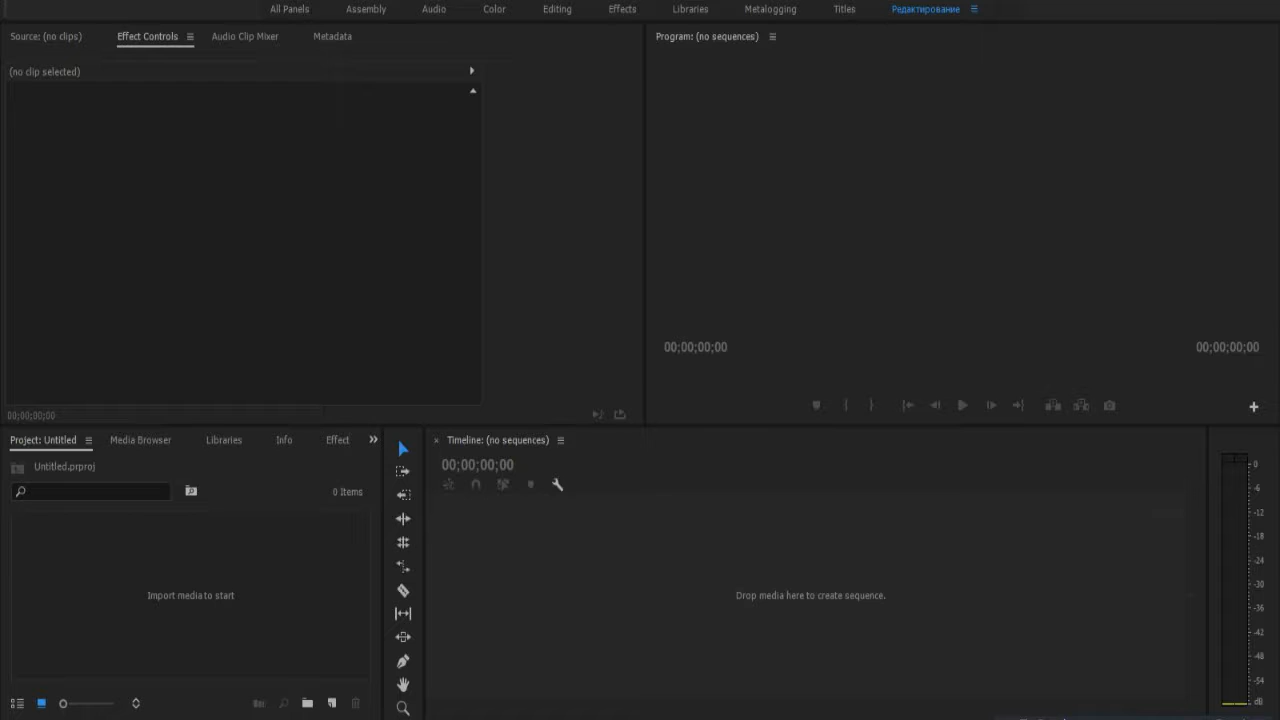 All Panels Assembly Audio Color Editing Effects Libraries Metalogging Titles Редактирование
Source: (no clips) Effect Controls Audio Clip Mixer Metadata
Program: (no sequences)
(no clip selected)
00;00;00;00 00;00;00;00
00;00;00;00
Project: Untitled Media Browser Libraries Info Effect
Timeline: (no sequences)
Untitled.prproj
00;00;00;00
0 Items
Import media to start
Drop media here to create sequence.
0
-6
-12
-18
-24
-30
-36
-42
-48
-54
dB